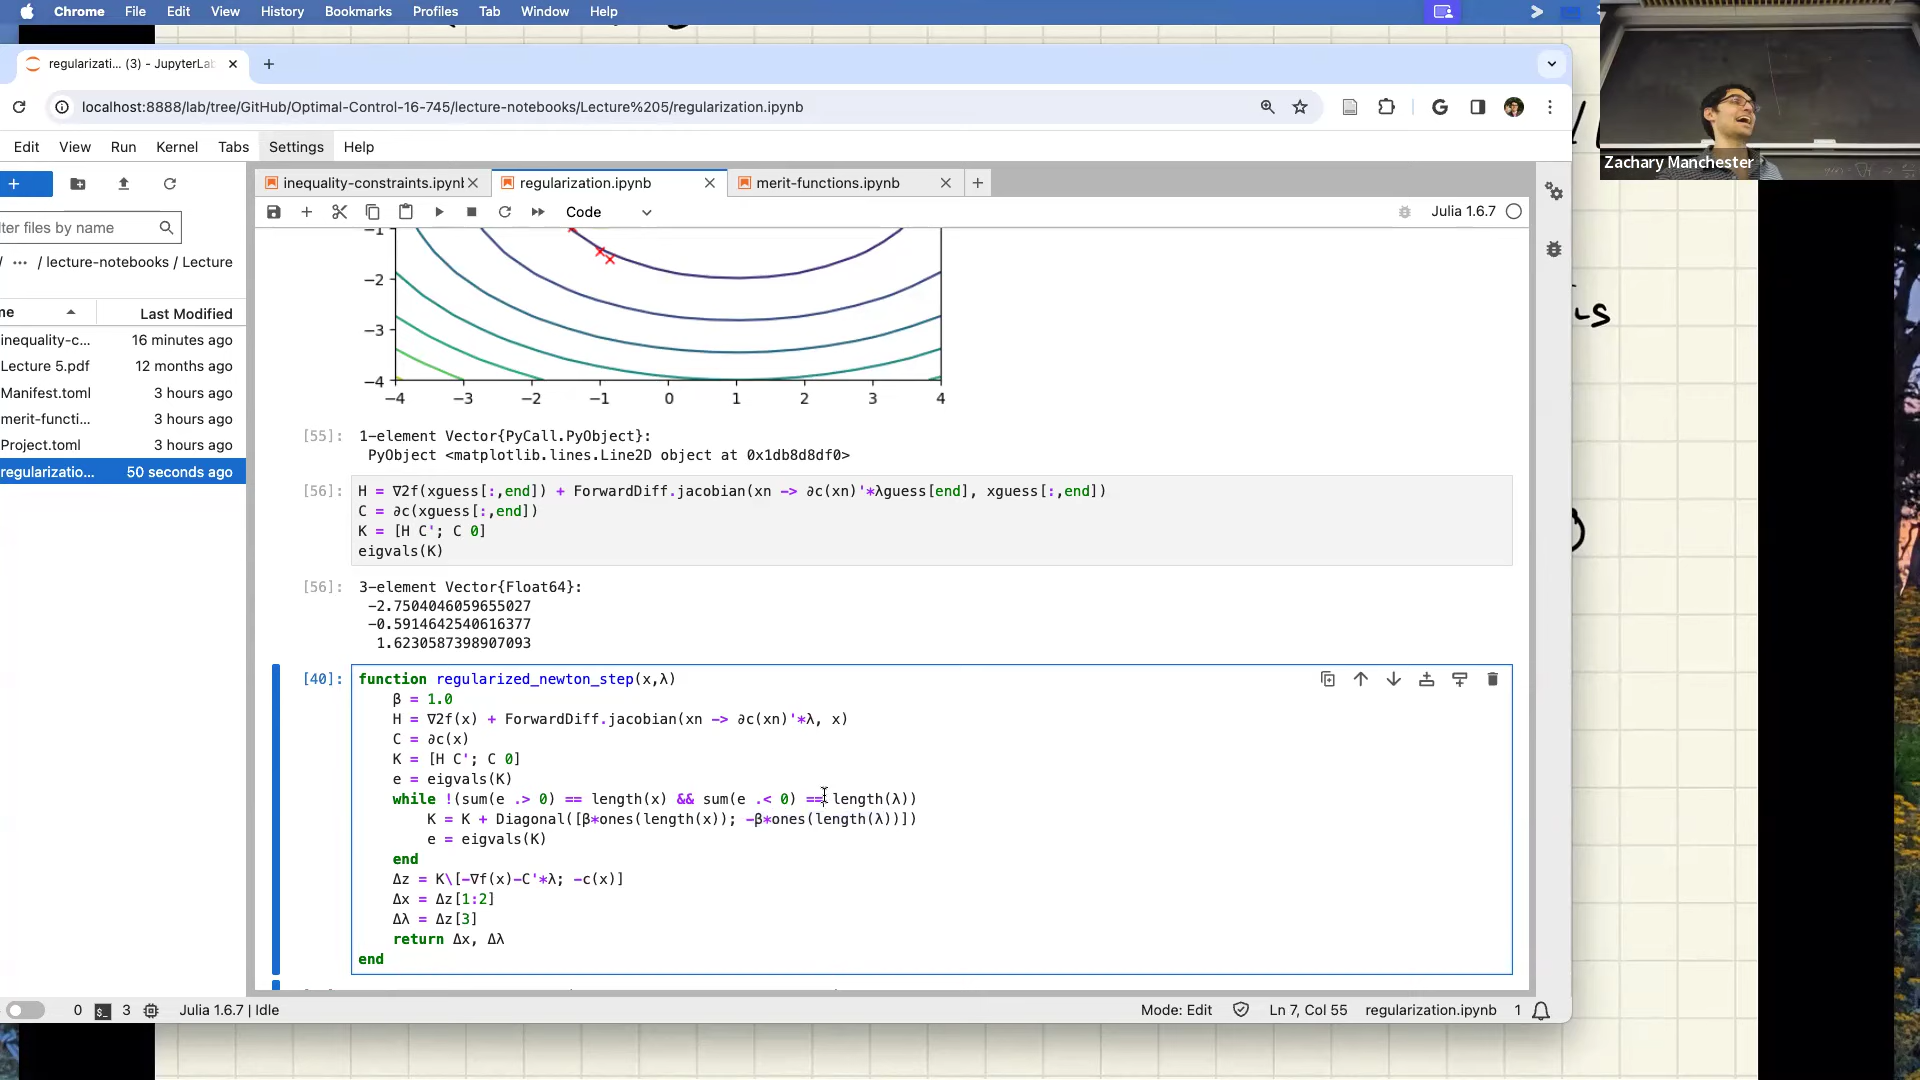 Chrome File Edit View History Bookmarks Profiles Tab Window Help
regularizati... (3) - JupyterLab
localhost:8888/lab/tree/GitHub/Optimal-Control-16-745/lecture-notebooks/Lecture%205/regularization.ipynb
Edit View Run Kernel Tabs Settings Help
Zachary Manchester
inequality-constraints.ipynb
regularization.ipynb
merit-functions.ipynb
Code
Julia 1.6.7
lter files by name
/ ··· / lecture-notebooks / Lecture
me Last Modified
inequality-c... 16 minutes ago
Lecture 5.pdf 12 months ago
Manifest.toml 3 hours ago
merit-functi... 3 hours ago
Project.toml 3 hours ago
regularizatio... 50 seconds ago
−1
−2
−3
−4
−4 −3 −2 −1 0 1 2 3 4
[55]: 1-element Vector{PyCall.PyObject}:
PyObject <matplotlib.lines.Line2D object at 0x1db8d8df0>
[56]: H = ∇2f(xguess[:,end]) + ForwardDiff.jacobian(xn -> ∂c(xn)'*λguess[end], xguess[:,end])
C = ∂c(xguess[:,end])
K = [H C'; C 0]
eigvals(K)
[56]: 3-element Vector{Float64}:
-2.7504046059655027
-0.5914642540616377
1.6230587398907093
[40]: function regularized_newton_step(x,λ)
β = 1.0
H = ∇2f(x) + ForwardDiff.jacobian(xn -> ∂c(xn)'*λ, x)
C = ∂c(x)
K = [H C'; C 0]
e = eigvals(K)
while !(sum(e .> 0) == length(x) && sum(e .< 0) == length(λ))
K = K + Diagonal([β*ones(length(x)); -β*ones(length(λ))])
e = eigvals(K)
end
Δz = K\[-∇f(x)-C'*λ; -c(x)]
Δx = Δz[1:2]
Δλ = Δz[3]
return Δx, Δλ
end
0 3 Julia 1.6.7 | Idle
Mode: Edit Ln 7, Col 55 regularization.ipynb 1